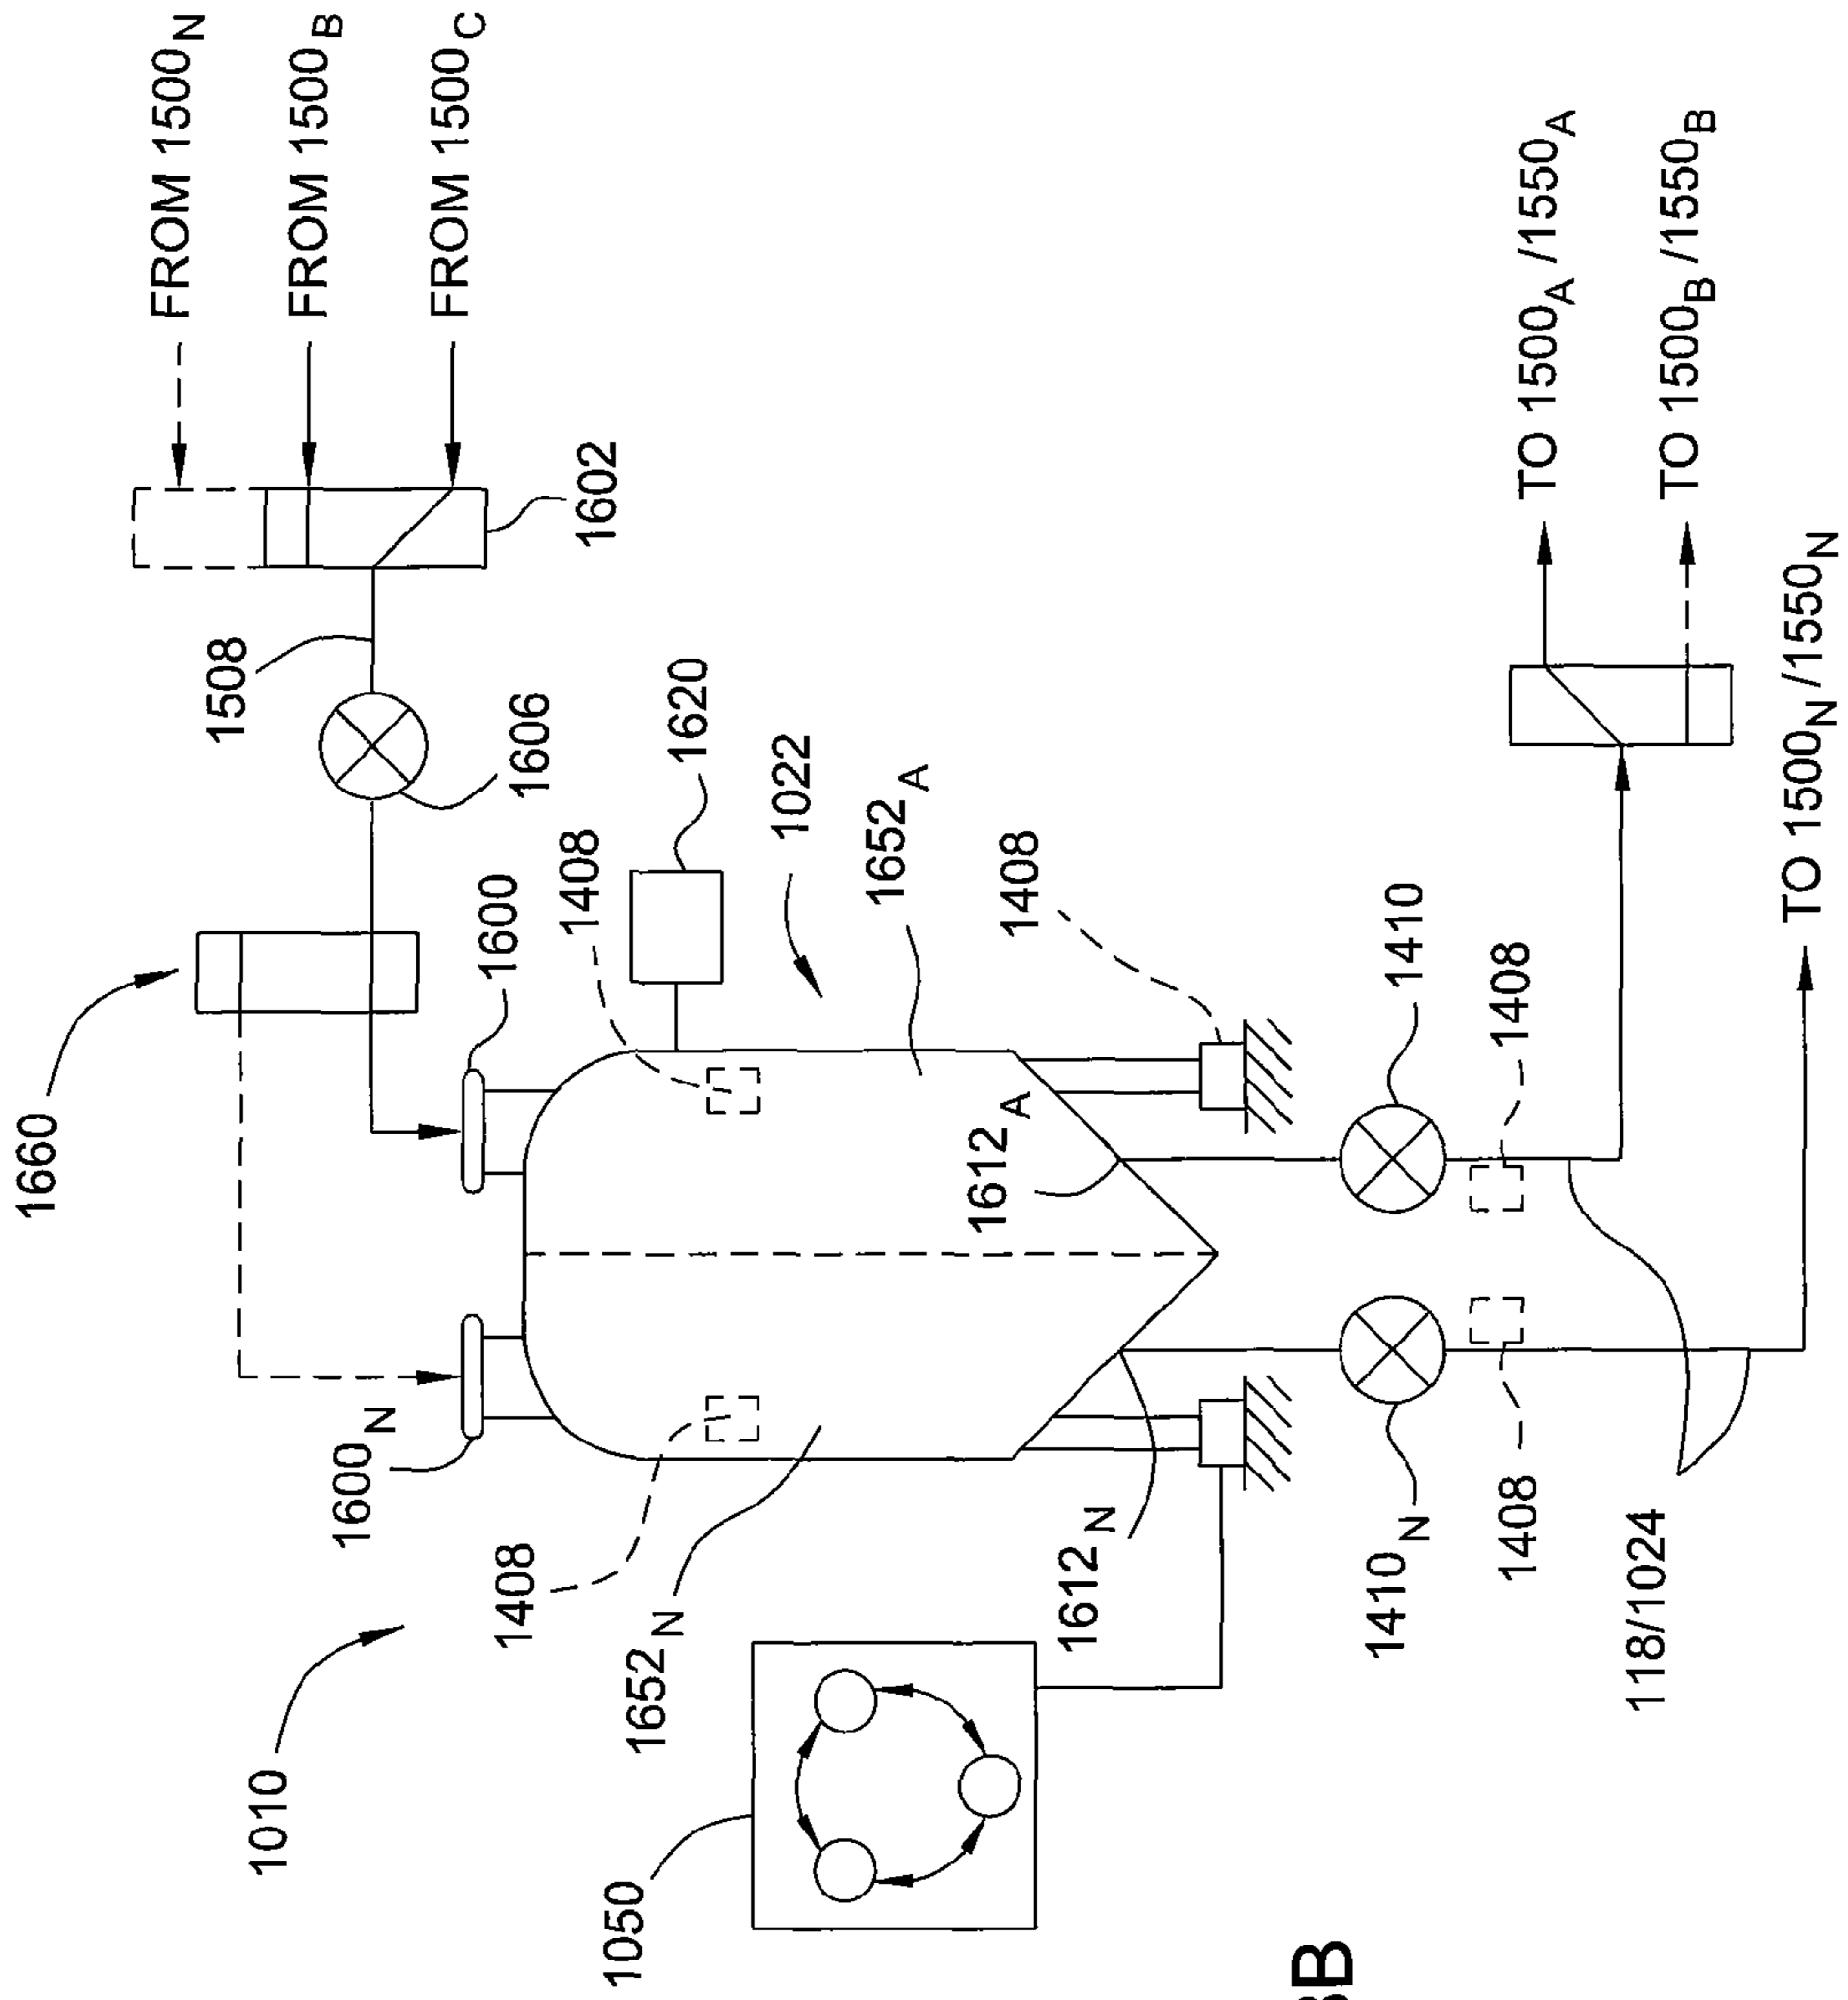 FROM 1500N
FROM 1500B
FROM 1500C
1602
1508
1606
1660
1600
1600N
1620
1408
1022
1652A
1408
1408
1652N
1612A
1612N
1010
1050
1410
1408
1410N
1408
118/1024
TO 1500A /1550A
TO 1500B /1550B
TO 1500N /1550N